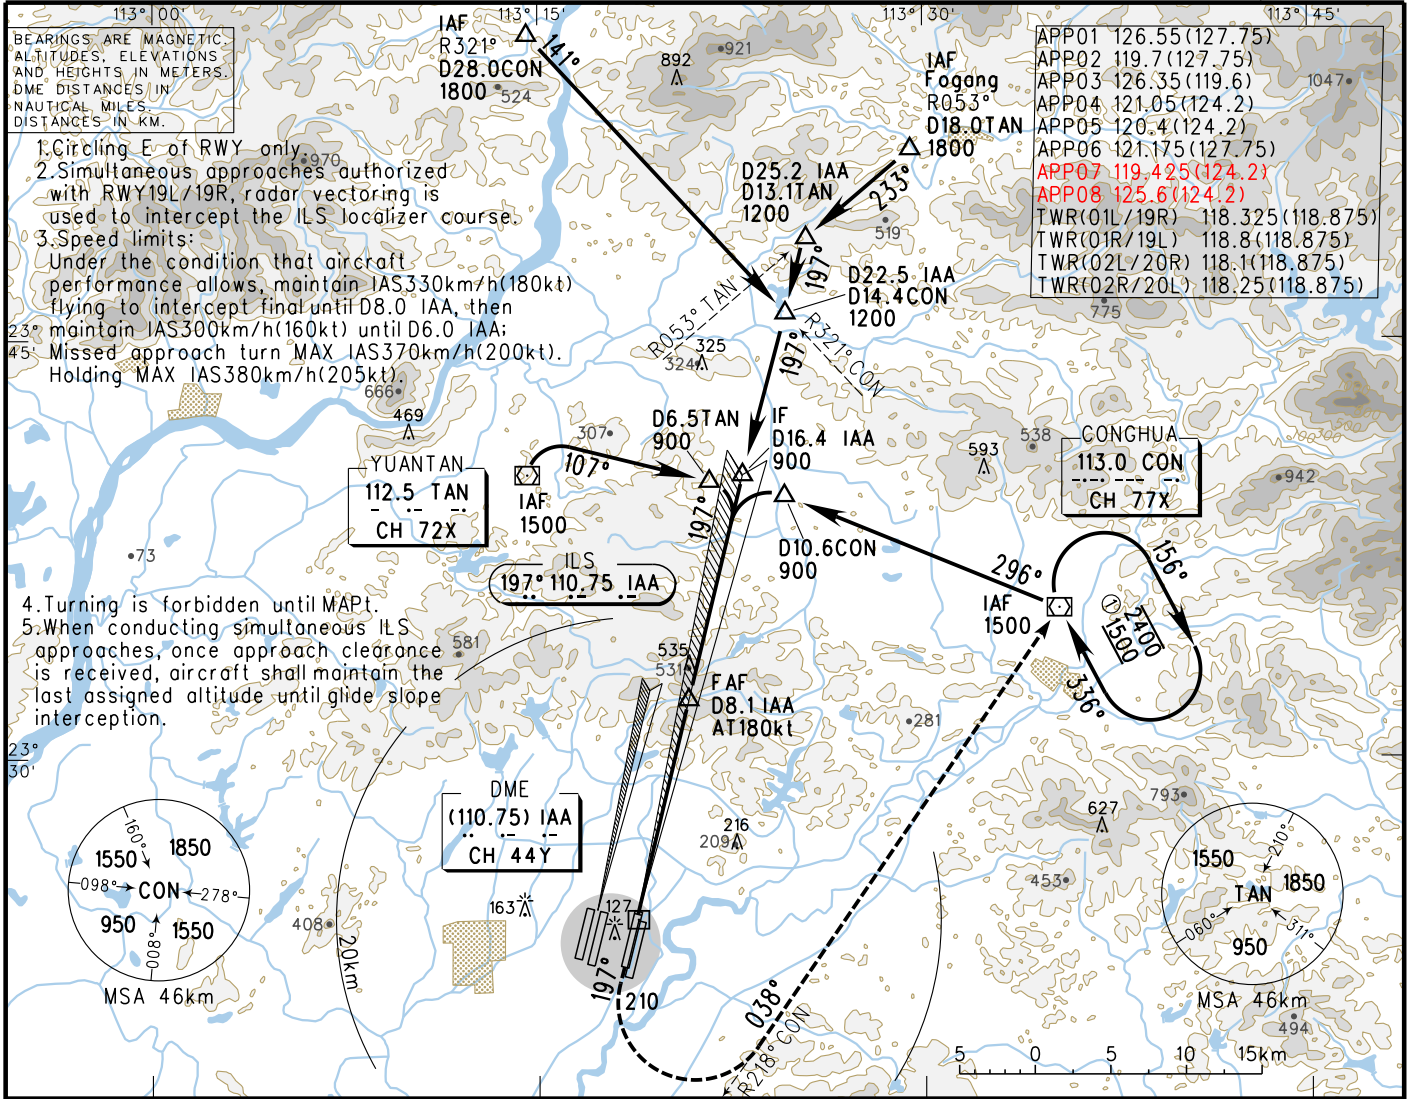 113° 00'
113° 15'
113° 30'
113° 45'
BEARINGS ARE MAGNETIC
ALTITUDES, ELEVATIONS
AND HEIGHTS IN METERS.
DME DISTANCES IN
NAUTICAL MILES.
DISTANCES IN KM.
1.Circling E of RWY only.
2.Simultaneous approaches authorized
with RWY19L/19R, radar vectoring is
used to intercept the ILS localizer course.
3.Speed limits:
Under the condition that aircraft
performance allows, maintain IAS330km/h(180kt)
flying to intercept final until D8.0 IAA, then
maintain IAS300km/h(160kt) until D6.0 IAA;
Missed approach turn MAX IAS370km/h(200kt).
Holding MAX IAS380km/h(205kt).
4.Turning is forbidden until MAPt.
5.When conducting simultaneous ILS
approaches, once approach clearance
is received, aircraft shall maintain the
last assigned altitude until glide slope
interception.
IAF
R321°
D28.0CON
1800
141°
524
892
921
970
IAF
Fogang
R053°
D18.0TAN
1800
233°
519
APP01 126.55(127.75)
APP02 119.7(127.75)
APP03 126.35(119.6)
APP04 121.05(124.2)
APP05 120.4(124.2)
APP06 121.175(127.75)
APP07 119.425(124.2)
APP08 125.6(124.2)
TWR(01L/19R) 118.325(118.875)
TWR(01R/19L) 118.8(118.875)
TWR(02L/20R) 118.1(118.875)
TWR(02R/20L) 118.25(118.875)
1047
775
D25.2 IAA
D13.1TAN
1200
197°
D22.5 IAA
D14.4CON
1200
R053° TAN
R321° CON
197°
325
324
23°
45'
666
469
307
D6.5TAN
900
IF
D16.4 IAA
900
593
538
942
CONGHUA
113.0 CON
CH 77X
YUANTAN
112.5 TAN
CH 72X
IAF
1500
107°
197°
D10.6CON
900
296°
IAF
1500
156°
① 2400
1500
336°
ILS
197° 110.75 IAA
73
581
535
531
FAF
D8.1 IAA
AT180kt
281
23°
30'
DME
(110.75) IAA
CH 44Y
216
209
627
793
453
160°
1550
1850
098°
CON
278°
950
1550
008°
MSA 46km
210°
1550
1850
TAN
060°
311°
950
MSA 46km
408
20km
163
127
197°
210
038°
R218° CON
494
5 0 5 10 15km